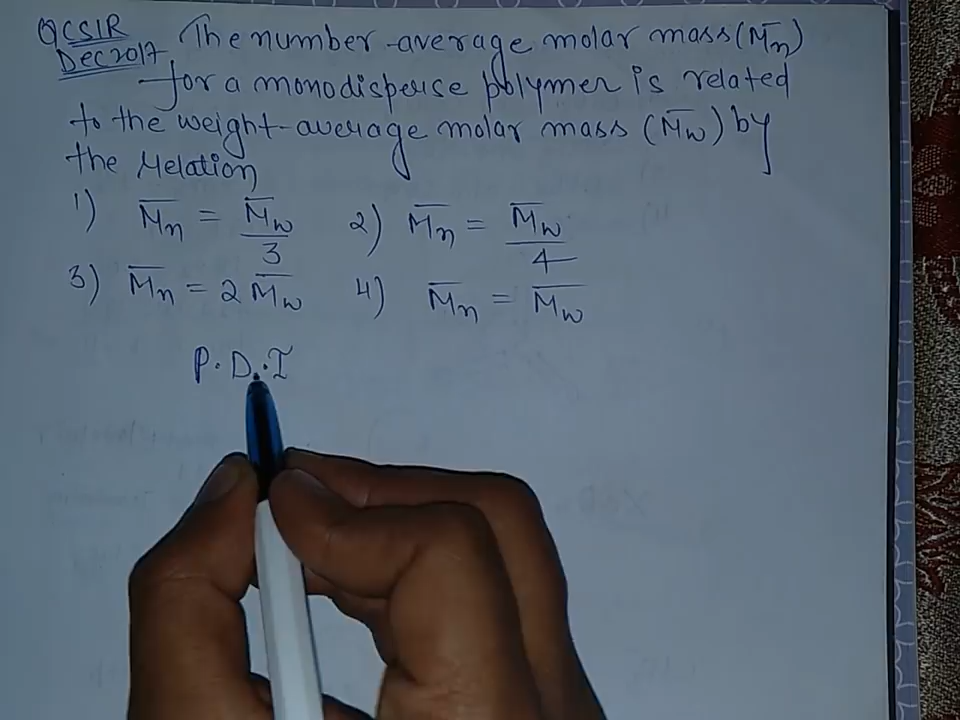 QCSIR
Dec 2017 The number-average molar mass (M̄n)
for a monodisperse polymer is related
to the weight-average molar mass (M̄w) by
the relation
1) M̄n = M̄w/3 2) M̄n = M̄w/4
3) M̄n = 2 M̄w 4) M̄n = M̄w
P.D.I